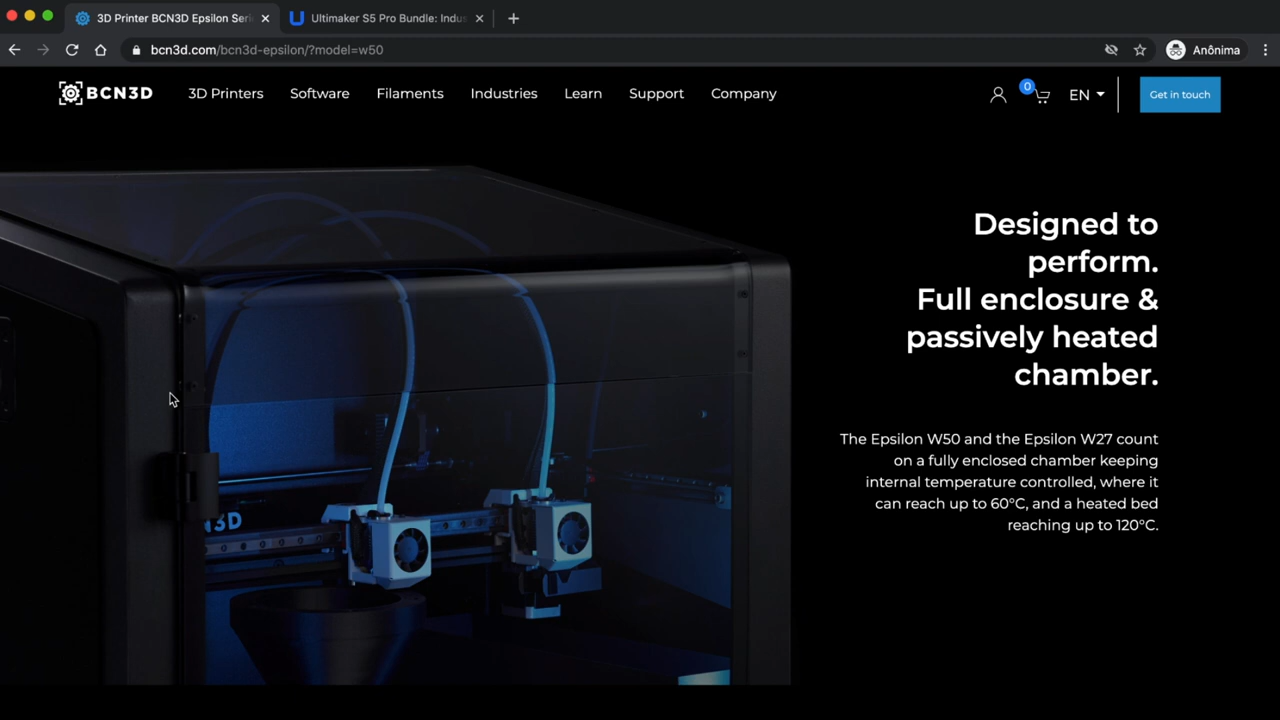 3D Printer BCN3D Epsilon Seri
Ultimaker S5 Pro Bundle: Indus
bcn3d.com/bcn3d-epsilon/?model=w50
Anônima
BCN3D
3D Printers
Software
Filaments
Industries
Learn
Support
Company
0
EN
Get in touch
Designed to
perform.
Full enclosure &
passively heated
chamber.
The Epsilon W50 and the Epsilon W27 count
on a fully enclosed chamber keeping
internal temperature controlled, where it
can reach up to 60°C, and a heated bed
reaching up to 120°C.
N3D